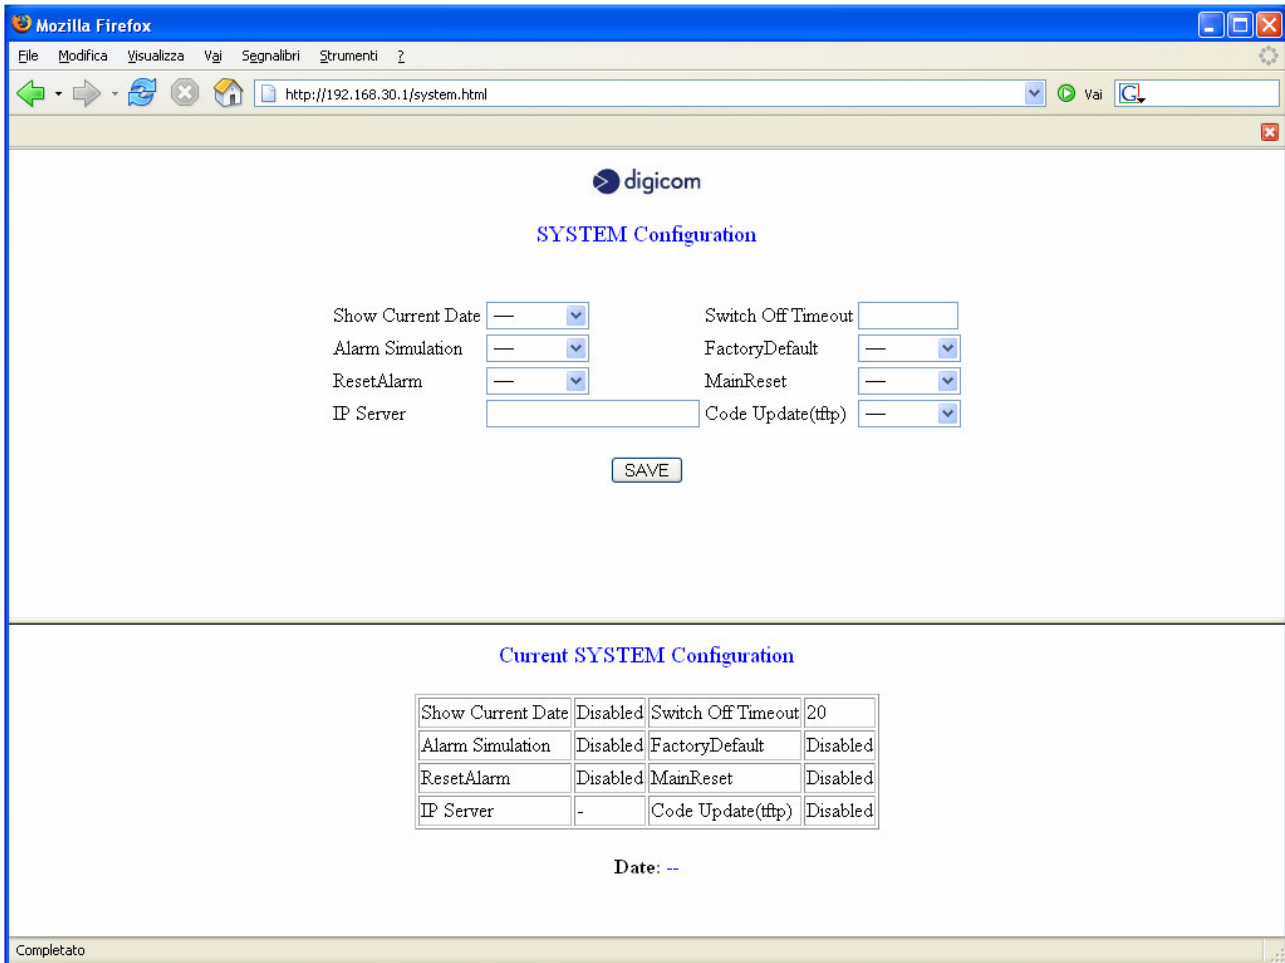 Mozilla Firefox
File Modifica Visualizza Vai Segnalibri Strumenti ?
http://192.168.30.1/system.html Vai G
digicom
SYSTEM Configuration
Show Current Date — Switch Off Timeout
Alarm Simulation — FactoryDefault —
ResetAlarm — MainReset —
IP Server Code Update(tftp) —
SAVE
Current SYSTEM Configuration
Show Current Date Disabled Switch Off Timeout 20
Alarm Simulation Disabled FactoryDefault Disabled
ResetAlarm Disabled MainReset Disabled
IP Server - Code Update(tftp) Disabled
Date: --
Completato